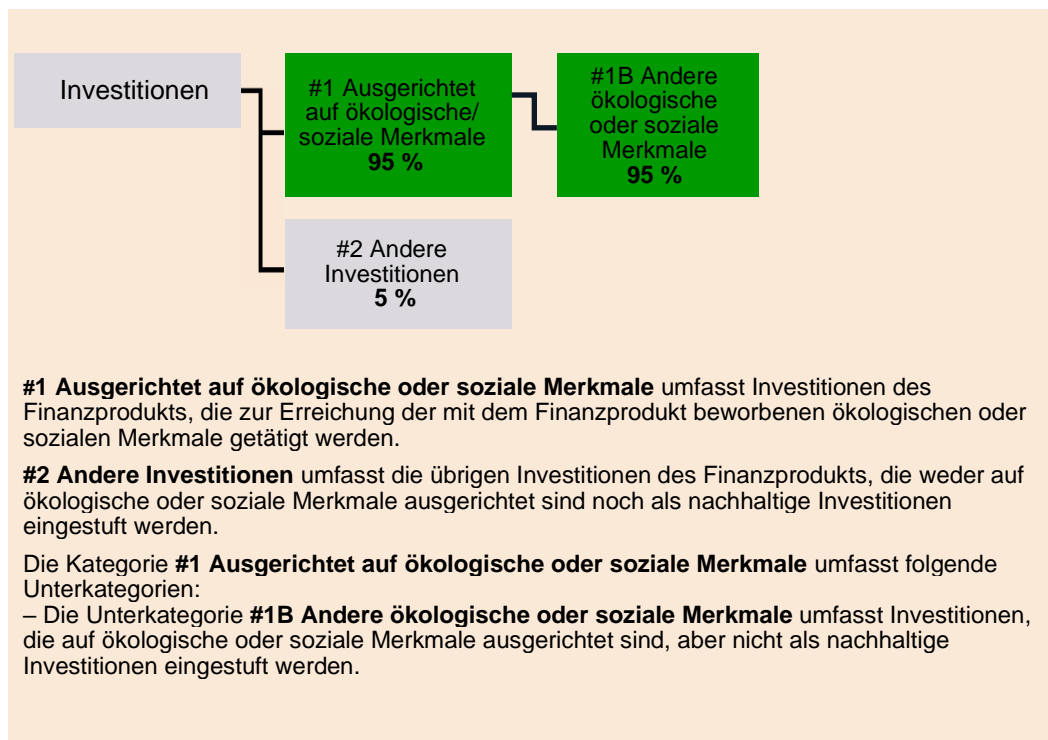 Investitionen
#1 Ausgerichtet
auf ökologische/
soziale Merkmale
95 %
#1B Andere
ökologische
oder soziale
Merkmale
95 %
#2 Andere
Investitionen
5 %
#1 Ausgerichtet auf ökologische oder soziale Merkmale umfasst Investitionen des
Finanzprodukts, die zur Erreichung der mit dem Finanzprodukt beworbenen ökologischen oder
sozialen Merkmale getätigt werden.
#2 Andere Investitionen umfasst die übrigen Investitionen des Finanzprodukts, die weder auf
ökologische oder soziale Merkmale ausgerichtet sind noch als nachhaltige Investitionen
eingestuft werden.
Die Kategorie #1 Ausgerichtet auf ökologische oder soziale Merkmale umfasst folgende
Unterkategorien:
– Die Unterkategorie #1B Andere ökologische oder soziale Merkmale umfasst Investitionen,
die auf ökologische oder soziale Merkmale ausgerichtet sind, aber nicht als nachhaltige
Investitionen eingestuft werden.